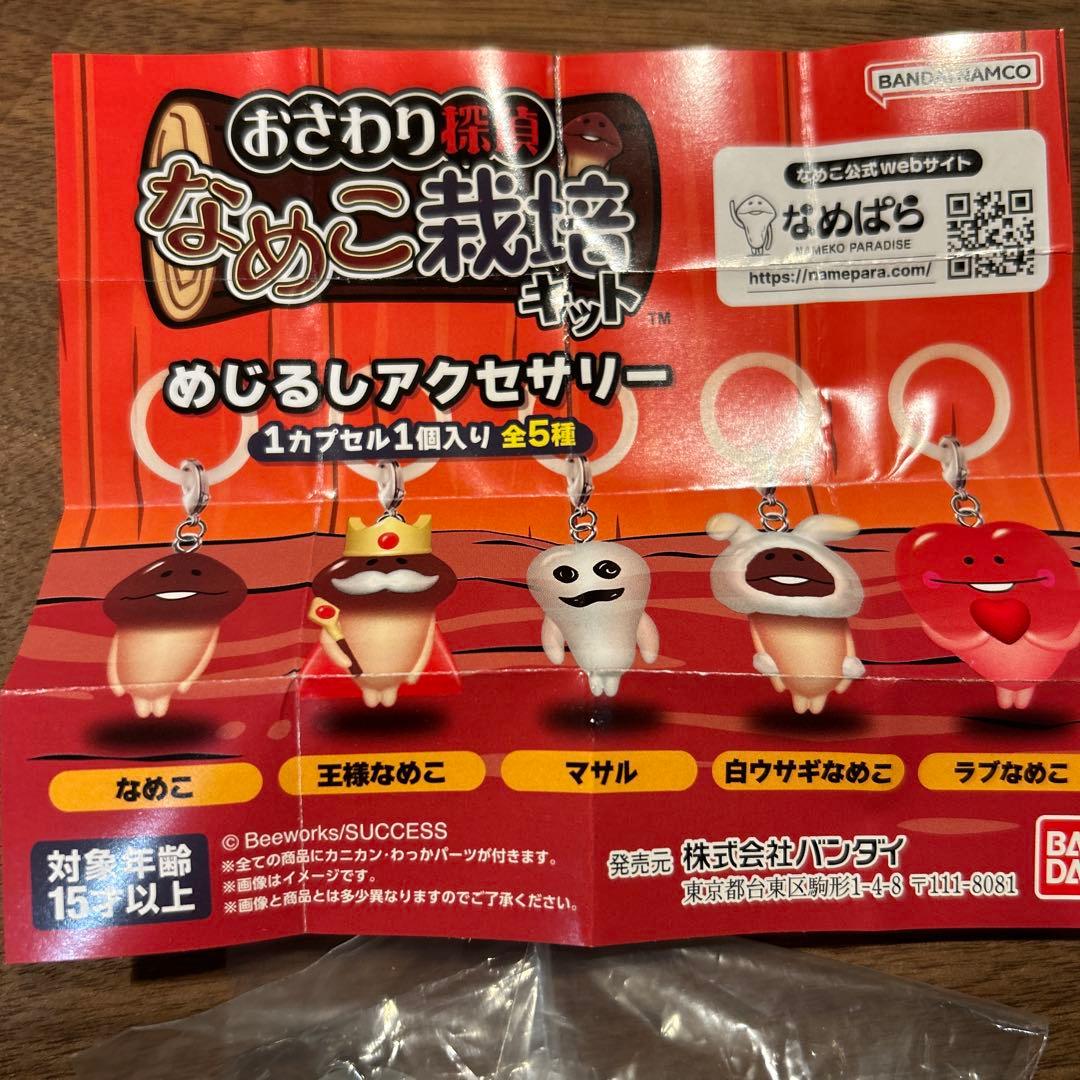 BANDAI NAMCO
おさわり探偵
なめこ栽培
キット
TM
なめこ公式webサイト
なめぱら
NAMEKO PARADISE
https://namepara.com/
めじるしアクセサリー
1カプセル1個入り 全5種
なめこ
王様なめこ
マサル
白ウサギなめこ
ラブなめこ
対象年齢
15才以上
© Beeworks/SUCCESS
※全ての商品にカニカン・わっかパーツが付きます。
※画像はイメージです。
※画像と商品とは多少異なりますのでご了承ください。
発売元 株式会社バンダイ
東京都台東区駒形1-4-8 〒111-8081
BA
DA